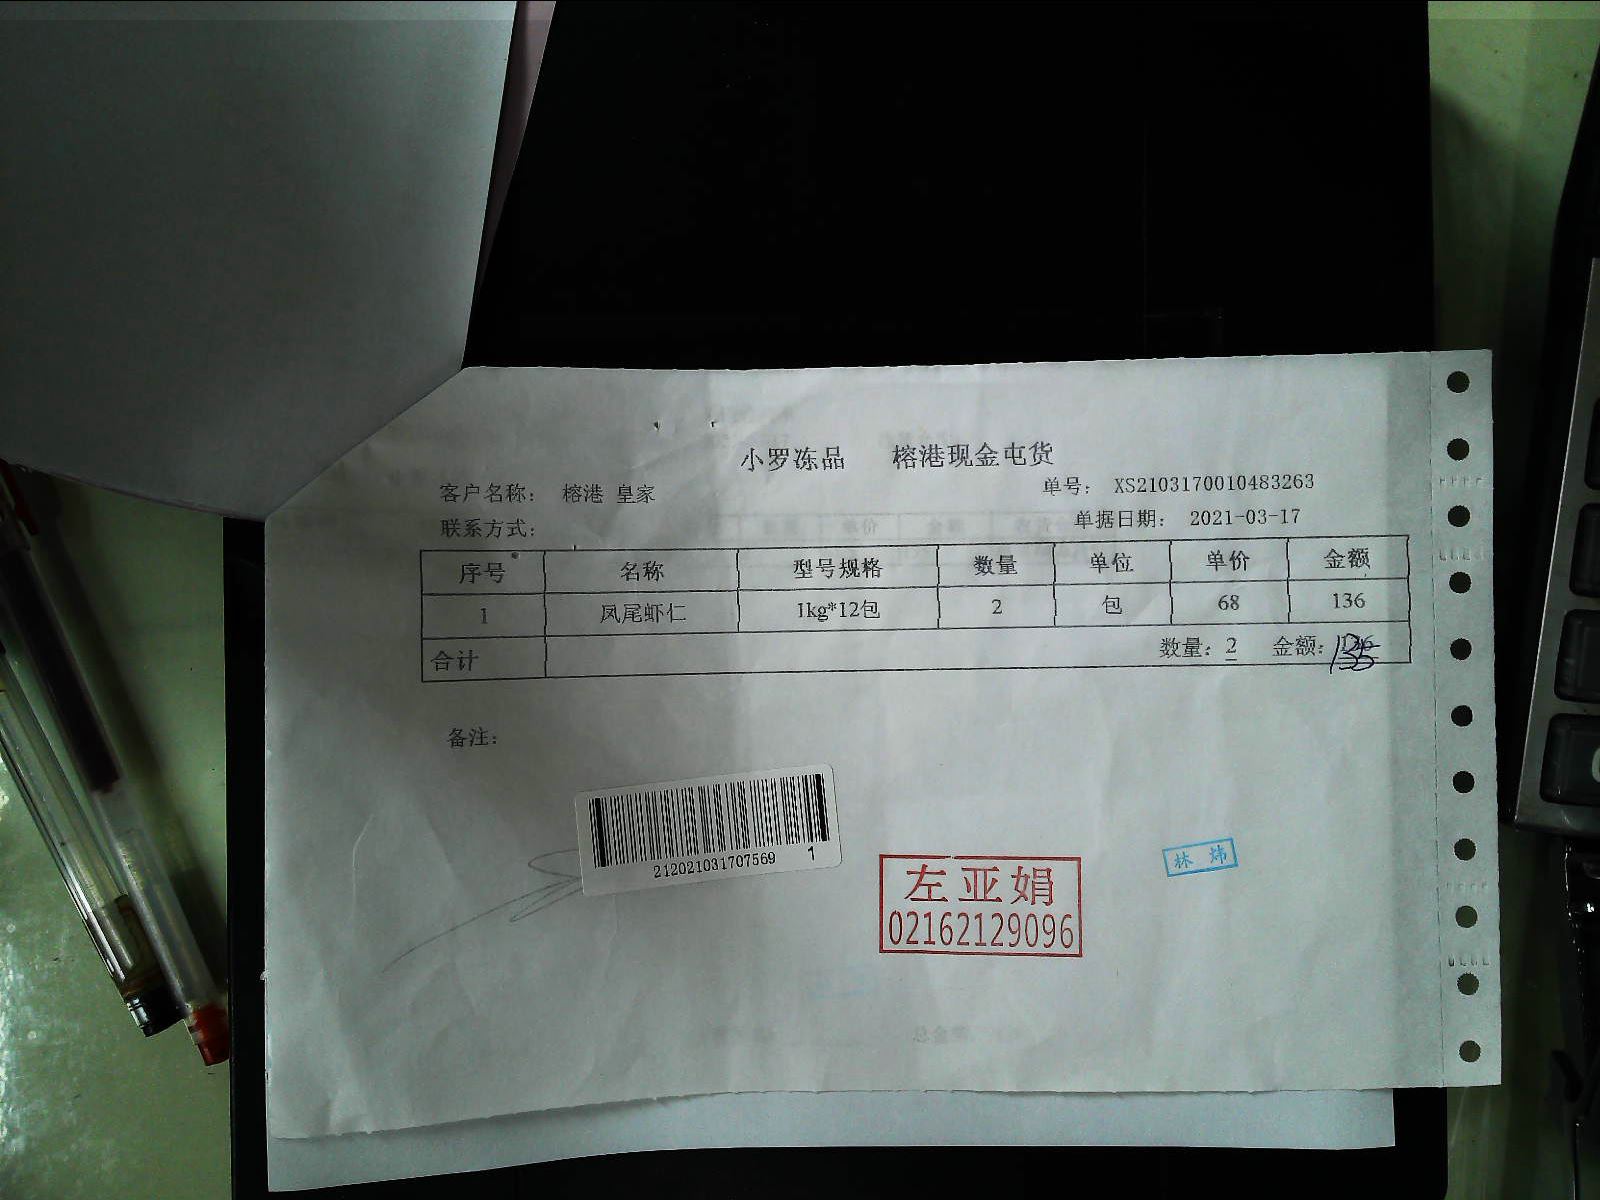 小罗冻品 榕港现金屯货
客户名称： 榕港 皇家 单号： XS2103170010483263
联系方式： 单据日期： 2021-03-17
序号 名称 型号规格 数量 单位 单价 金额
1 凤尾虾仁 1kg*12包 2 包 68 136
合计 数量：2 金额：135
备注：
212021031707569 1
左亚娟
02162129096
林炜